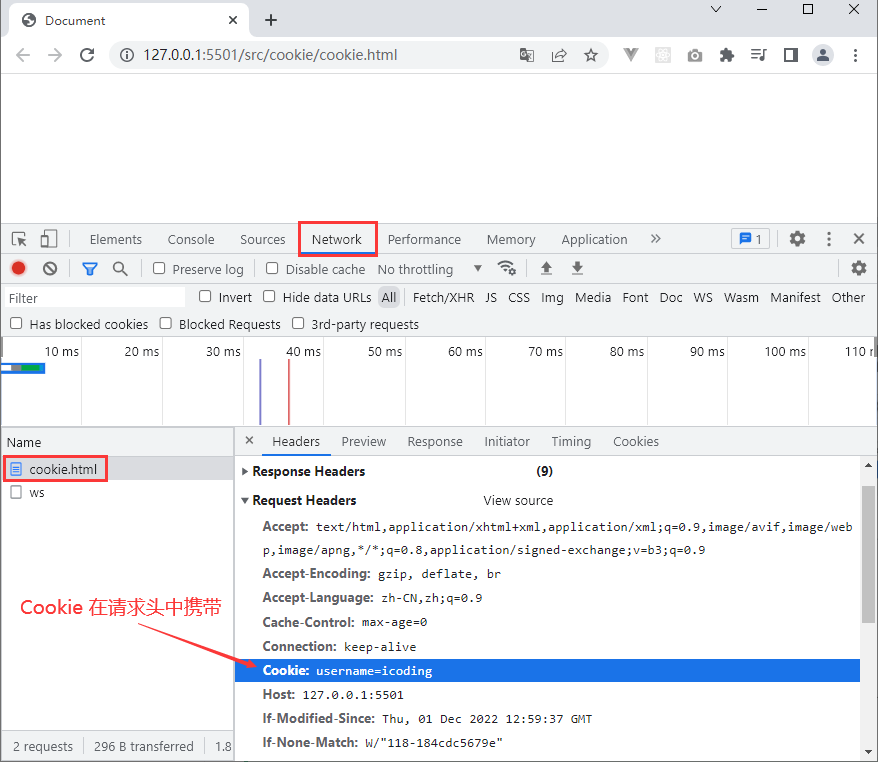 Document
127.0.0.1:5501/src/cookie/cookie.html
Elements Console Sources Network Performance Memory Application 1
Preserve log Disable cache No throttling
Filter Invert Hide data URLs All Fetch/XHR JS CSS Img Media Font Doc WS Wasm Manifest Other
Has blocked cookies Blocked Requests 3rd-party requests
10 ms 20 ms 30 ms 40 ms 50 ms 60 ms 70 ms 80 ms 90 ms 100 ms 110
Name
cookie.html
ws
Cookie 在请求头中携带
2 requests 296 B transferred 1.8
Headers Preview Response Initiator Timing Cookies
Response Headers (9)
Request Headers View source
Accept: text/html,application/xhtml+xml,application/xml;q=0.9,image/avif,image/web
p,image/apng,*/*;q=0.8,application/signed-exchange;v=b3;q=0.9
Accept-Encoding: gzip, deflate, br
Accept-Language: zh-CN,zh;q=0.9
Cache-Control: max-age=0
Connection: keep-alive
Cookie: username=icoding
Host: 127.0.0.1:5501
If-Modified-Since: Thu, 01 Dec 2022 12:59:37 GMT
If-None-Match: W/"118-184cdc5679e"